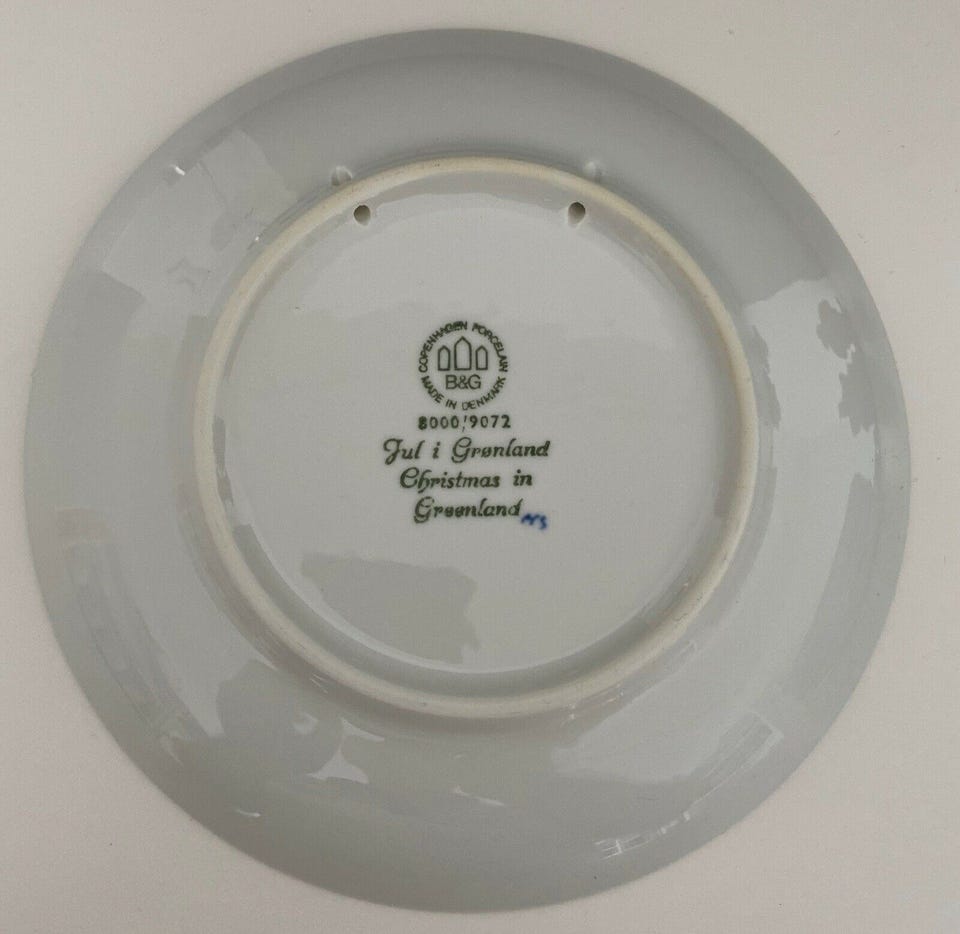 COPENHAGEN PORCELAIN
B&G
MADE IN DENMARK
8000/9072
Jul i Grønland
Christmas in
Greenland